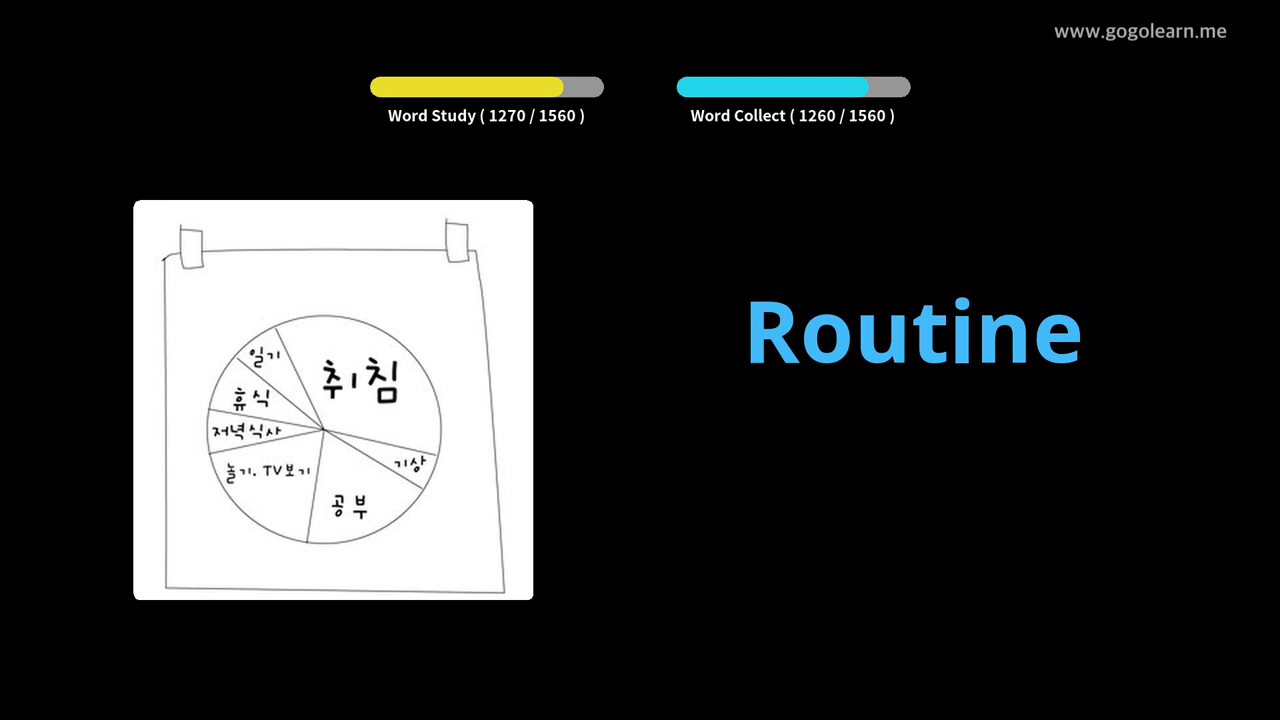 www.gogolearn.me
Word Study ( 1270 / 1560 )
Word Collect ( 1260 / 1560 )
Routine
일기
취침
휴식
저녁식사
놀기. TV보기
기상
공부